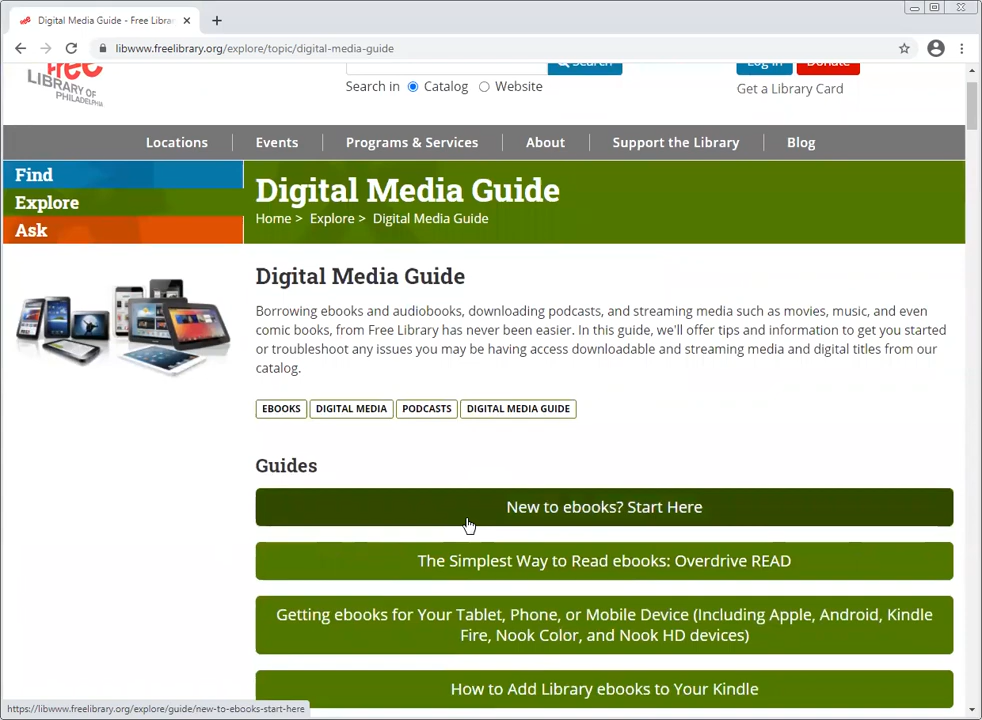 Digital Media Guide - Free Libra
libwww.freelibrary.org/explore/topic/digital-media-guide
Free
LIBRARY OF
PHILADELPHIA
Search
Log In
Donate
Search in Catalog Website
Get a Library Card
Locations Events Programs & Services About Support the Library Blog
Find
Explore
Ask
Digital Media Guide
Home > Explore > Digital Media Guide
Digital Media Guide
Borrowing ebooks and audiobooks, downloading podcasts, and streaming media such as movies, music, and even
comic books, from Free Library has never been easier. In this guide, we'll offer tips and information to get you started
or troubleshoot any issues you may be having access downloadable and streaming media and digital titles from our
catalog.
EBOOKS DIGITAL MEDIA PODCASTS DIGITAL MEDIA GUIDE
Guides
New to ebooks? Start Here
The Simplest Way to Read ebooks: Overdrive READ
Getting ebooks for Your Tablet, Phone, or Mobile Device (Including Apple, Android, Kindle
Fire, Nook Color, and Nook HD devices)
How to Add Library ebooks to Your Kindle
https://libwww.freelibrary.org/explore/guide/new-to-ebooks-start-here